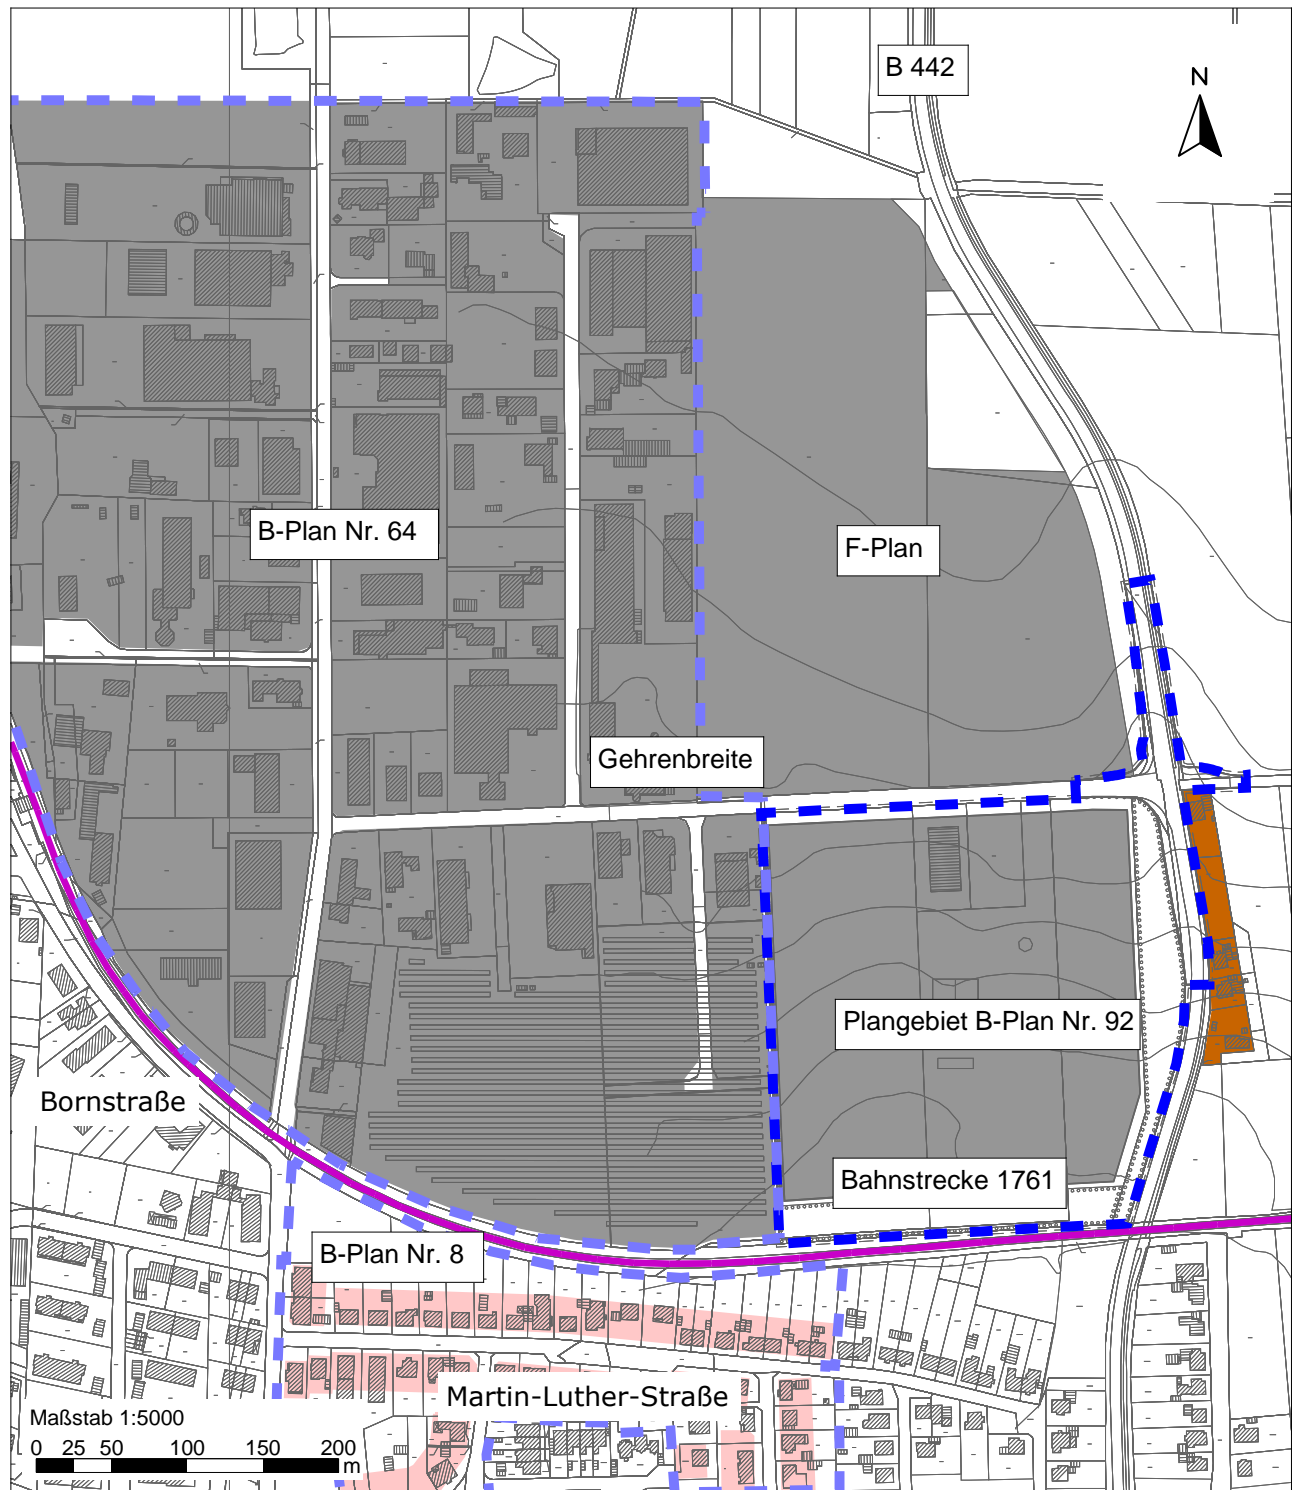 B 442
N
B-Plan Nr. 64
F-Plan
Gehrenbreite
Plangebiet B-Plan Nr. 92
Bornstraße
Bahnstrecke 1761
B-Plan Nr. 8
Martin-Luther-Straße
Maßstab 1:5000
0 25 50 100 150 200
m